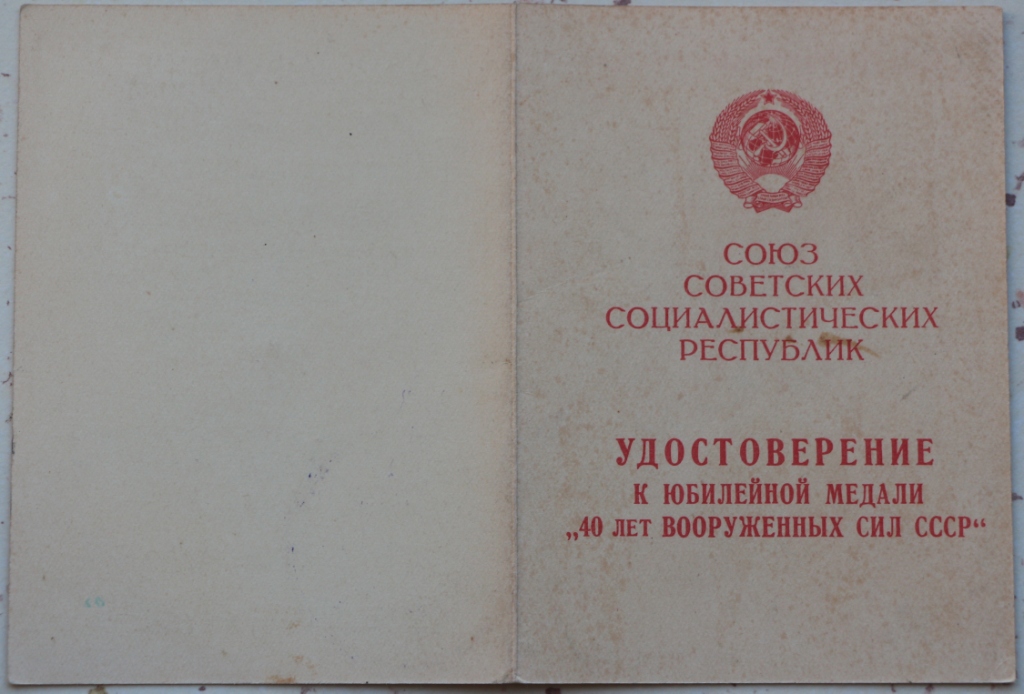 СОЮЗ
СОВЕТСКИХ
СОЦИАЛИСТИЧЕСКИХ
РЕСПУБЛИК
УДОСТОВЕРЕНИЕ
К ЮБИЛЕЙНОЙ МЕДАЛИ
„40 ЛЕТ ВООРУЖЕННЫХ СИЛ СССР“